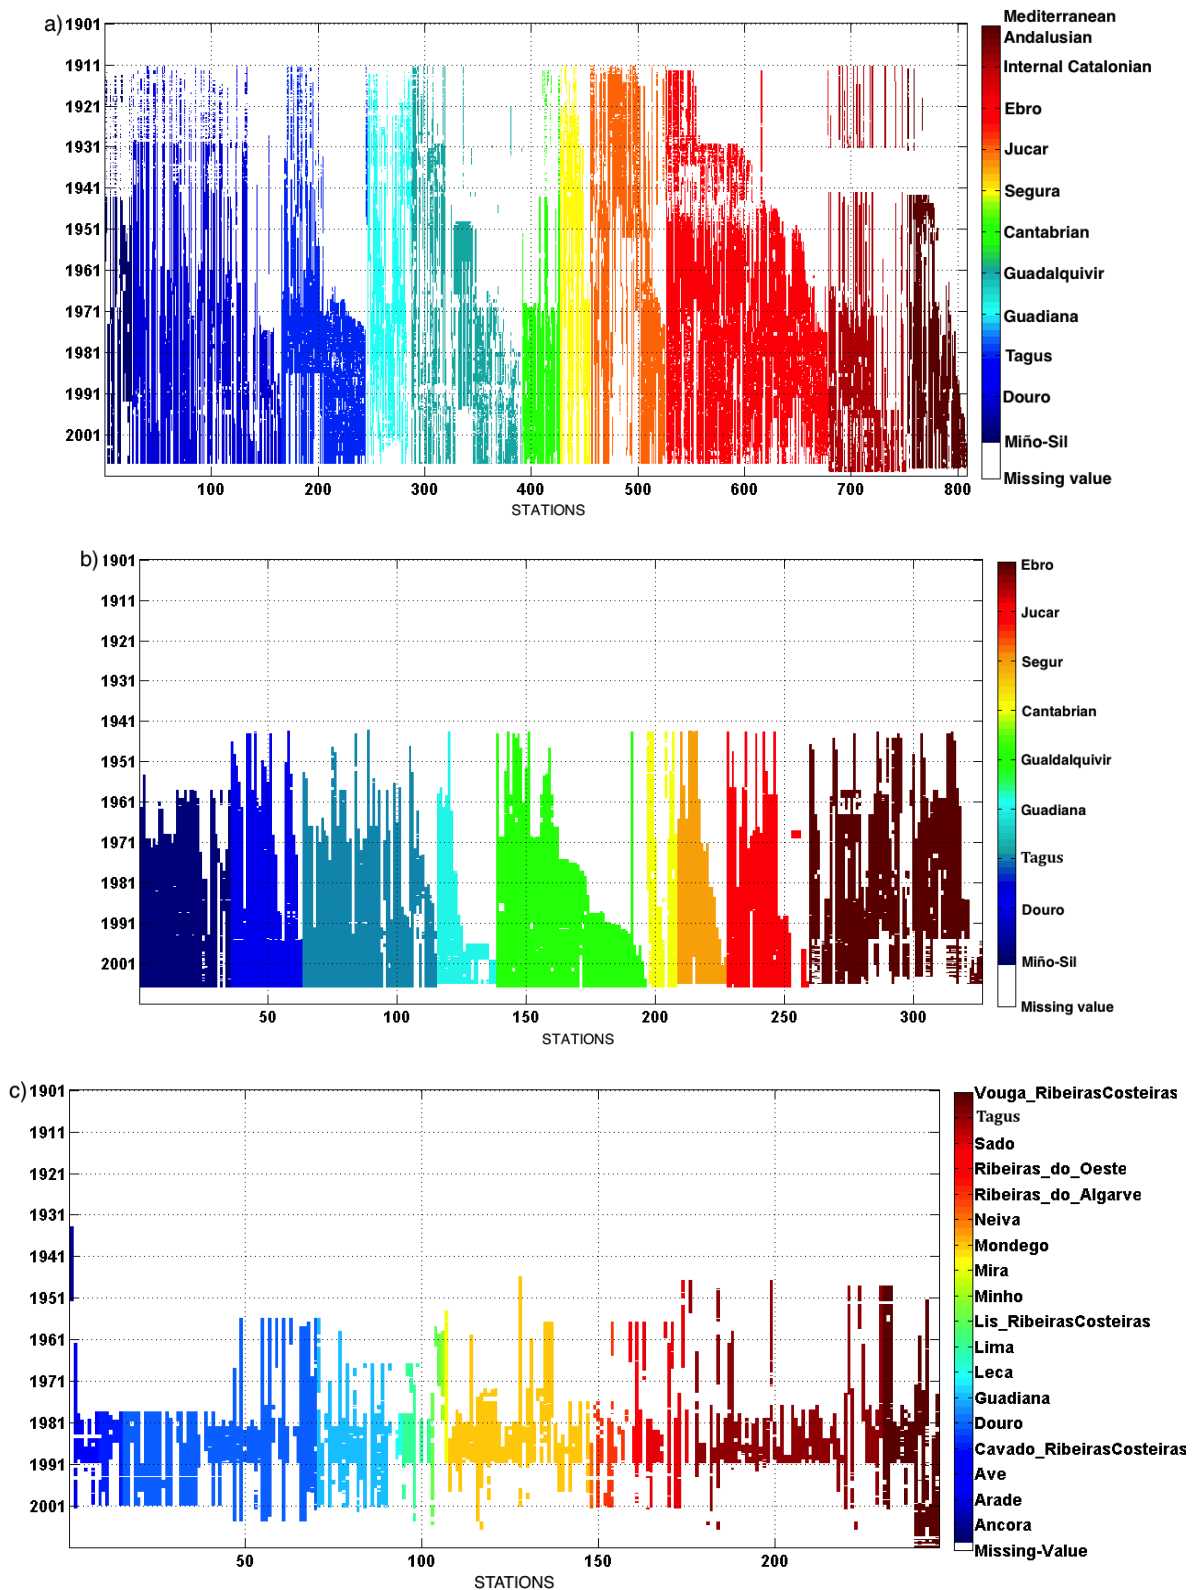 a)
1901
1911
1921
1931
1941
1951
1961
1971
1981
1991
2001
100
200
300
400
500
600
700
800
STATIONS
Mediterranean
Andalusian
Internal Catalonian
Ebro
Jucar
Segura
Cantabrian
Guadalquivir
Guadiana
Tagus
Douro
Miño-Sil
Missing value
b)
1901
1911
1921
1931
1941
1951
1961
1971
1981
1991
2001
50
100
150
200
250
300
STATIONS
Ebro
Jucar
Segur
Cantabrian
Gualdalquivir
Guadiana
Tagus
Douro
Miño-Sil
Missing value
c)
1901
1911
1921
1931
1941
1951
1961
1971
1981
1991
2001
50
100
150
200
STATIONS
Vouga_RibeirasCosteiras
Tagus
Sado
Ribeiras_do_Oeste
Ribeiras_do_Algarve
Neiva
Mondego
Mira
Minho
Lis_RibeirasCosteiras
Lima
Leca
Guadiana
Douro
Cavado_RibeirasCosteiras
Ave
Arade
Ancora
Missing-Value